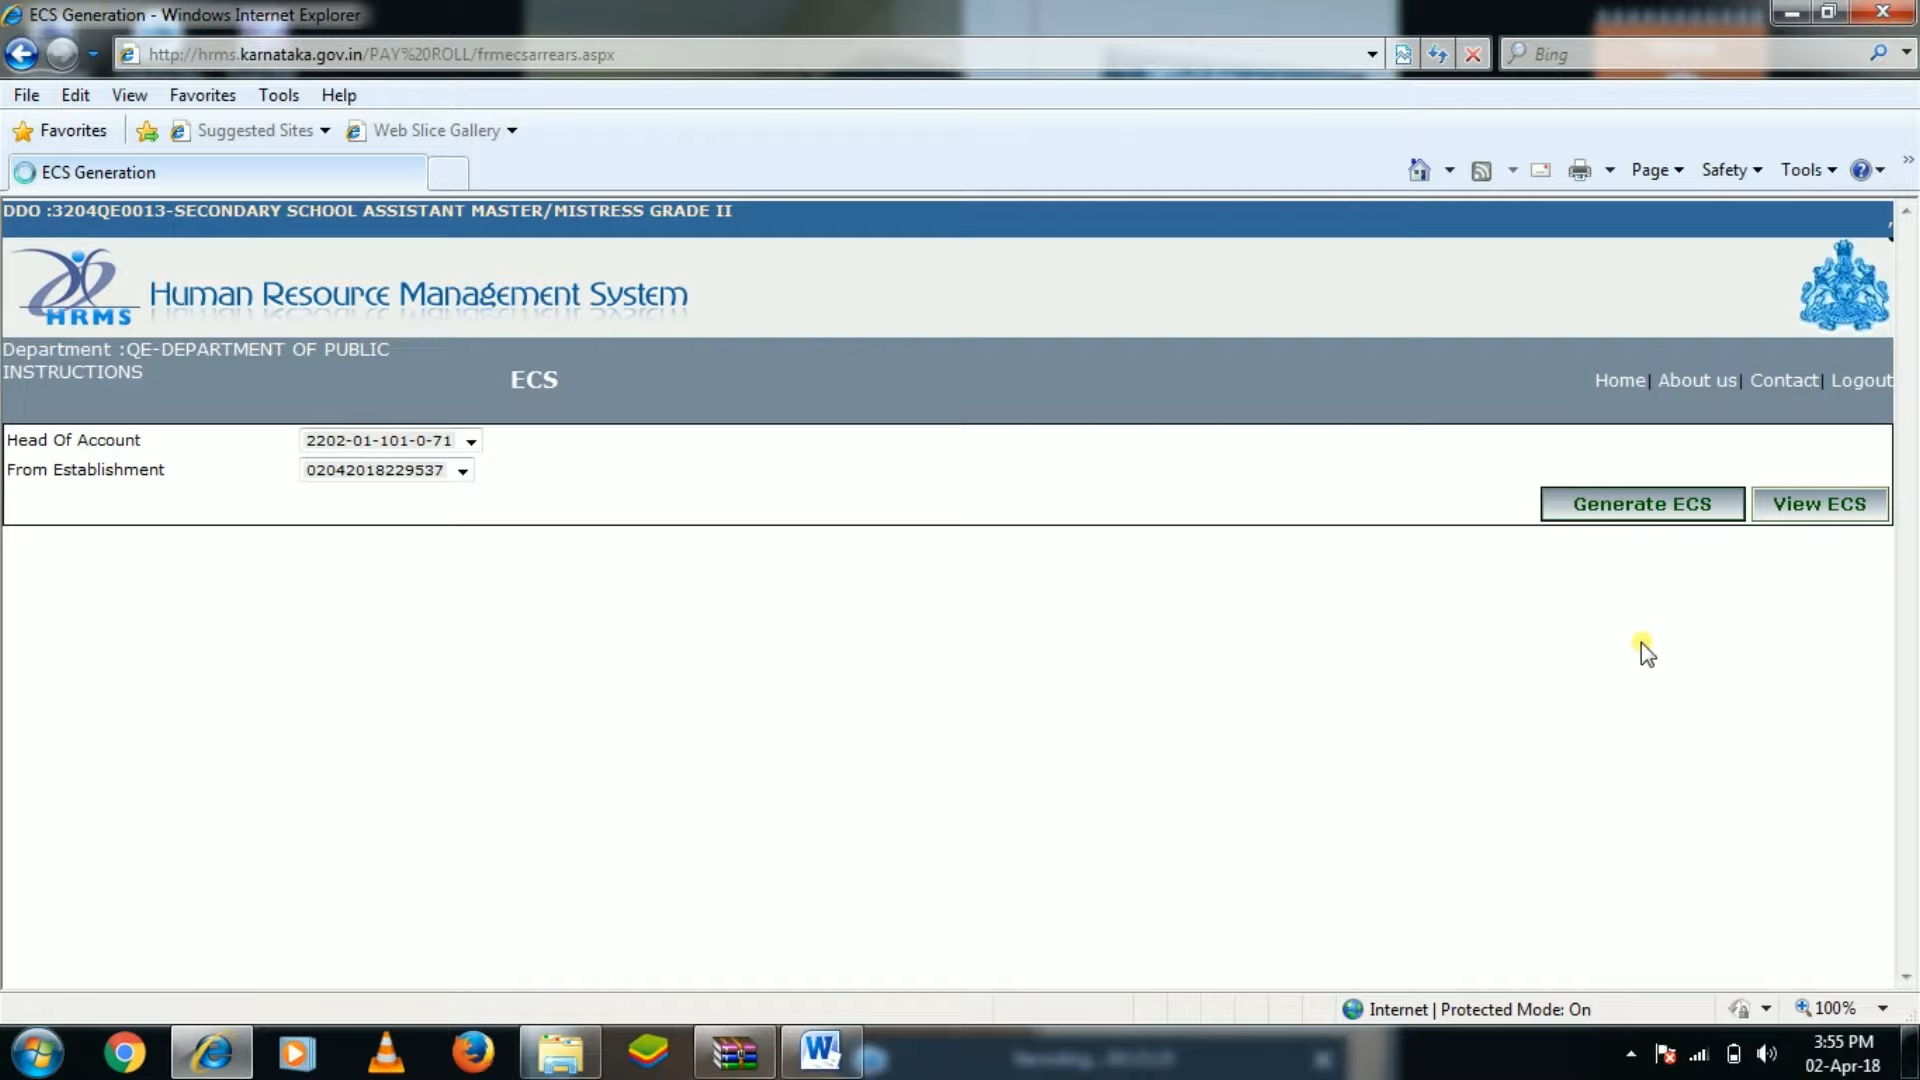 ECS Generation - Windows Internet Explorer
http://hrms.karnataka.gov.in/PAY%20ROLL/frmecsarrears.aspx
Bing
File Edit View Favorites Tools Help
Favorites Suggested Sites Web Slice Gallery
ECS Generation
Page Safety Tools
DDO :3204QE0013-SECONDARY SCHOOL ASSISTANT MASTER/MISTRESS GRADE II
HRMS
Human Resource Management System
Department :QE-DEPARTMENT OF PUBLIC
INSTRUCTIONS
ECS
Home| About us| Contact| Logout
Head Of Account 2202-01-101-0-71
From Establishment 02042018229537
Generate ECS View ECS
Internet | Protected Mode: On
100%
3:55 PM
02-Apr-18